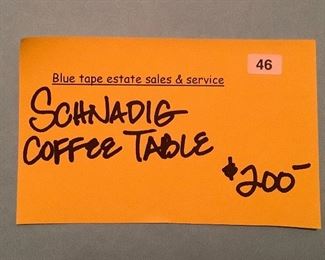 46
Blue tape estate sales & service
SCHNADIG
COFFEE TABLE
$200-